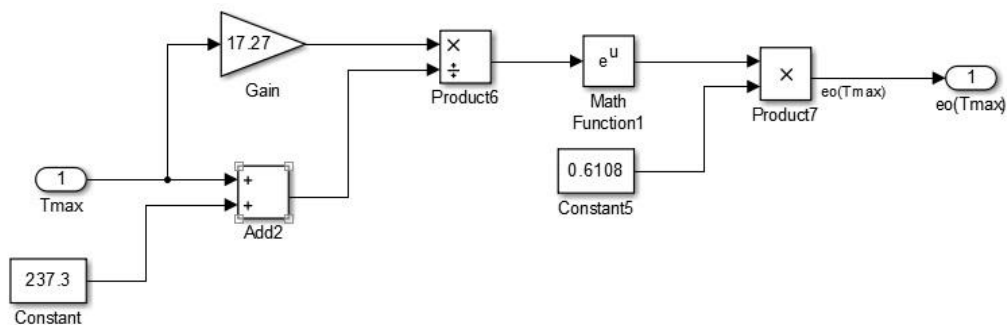 17.27
Gain
×
÷
Product6
e^u
Math
Function1
×
Product7
eo(Tmax)
1
eo(Tmax)
0.6108
Constant5
1
Tmax
+
+
Add2
237.3
Constant